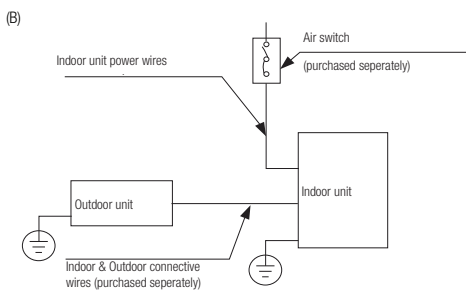 (B)
Air switch
(purchased seperately)
Indoor unit power wires
Indoor unit
Outdoor unit
Indoor & Outdoor connective
wires (purchased seperately)